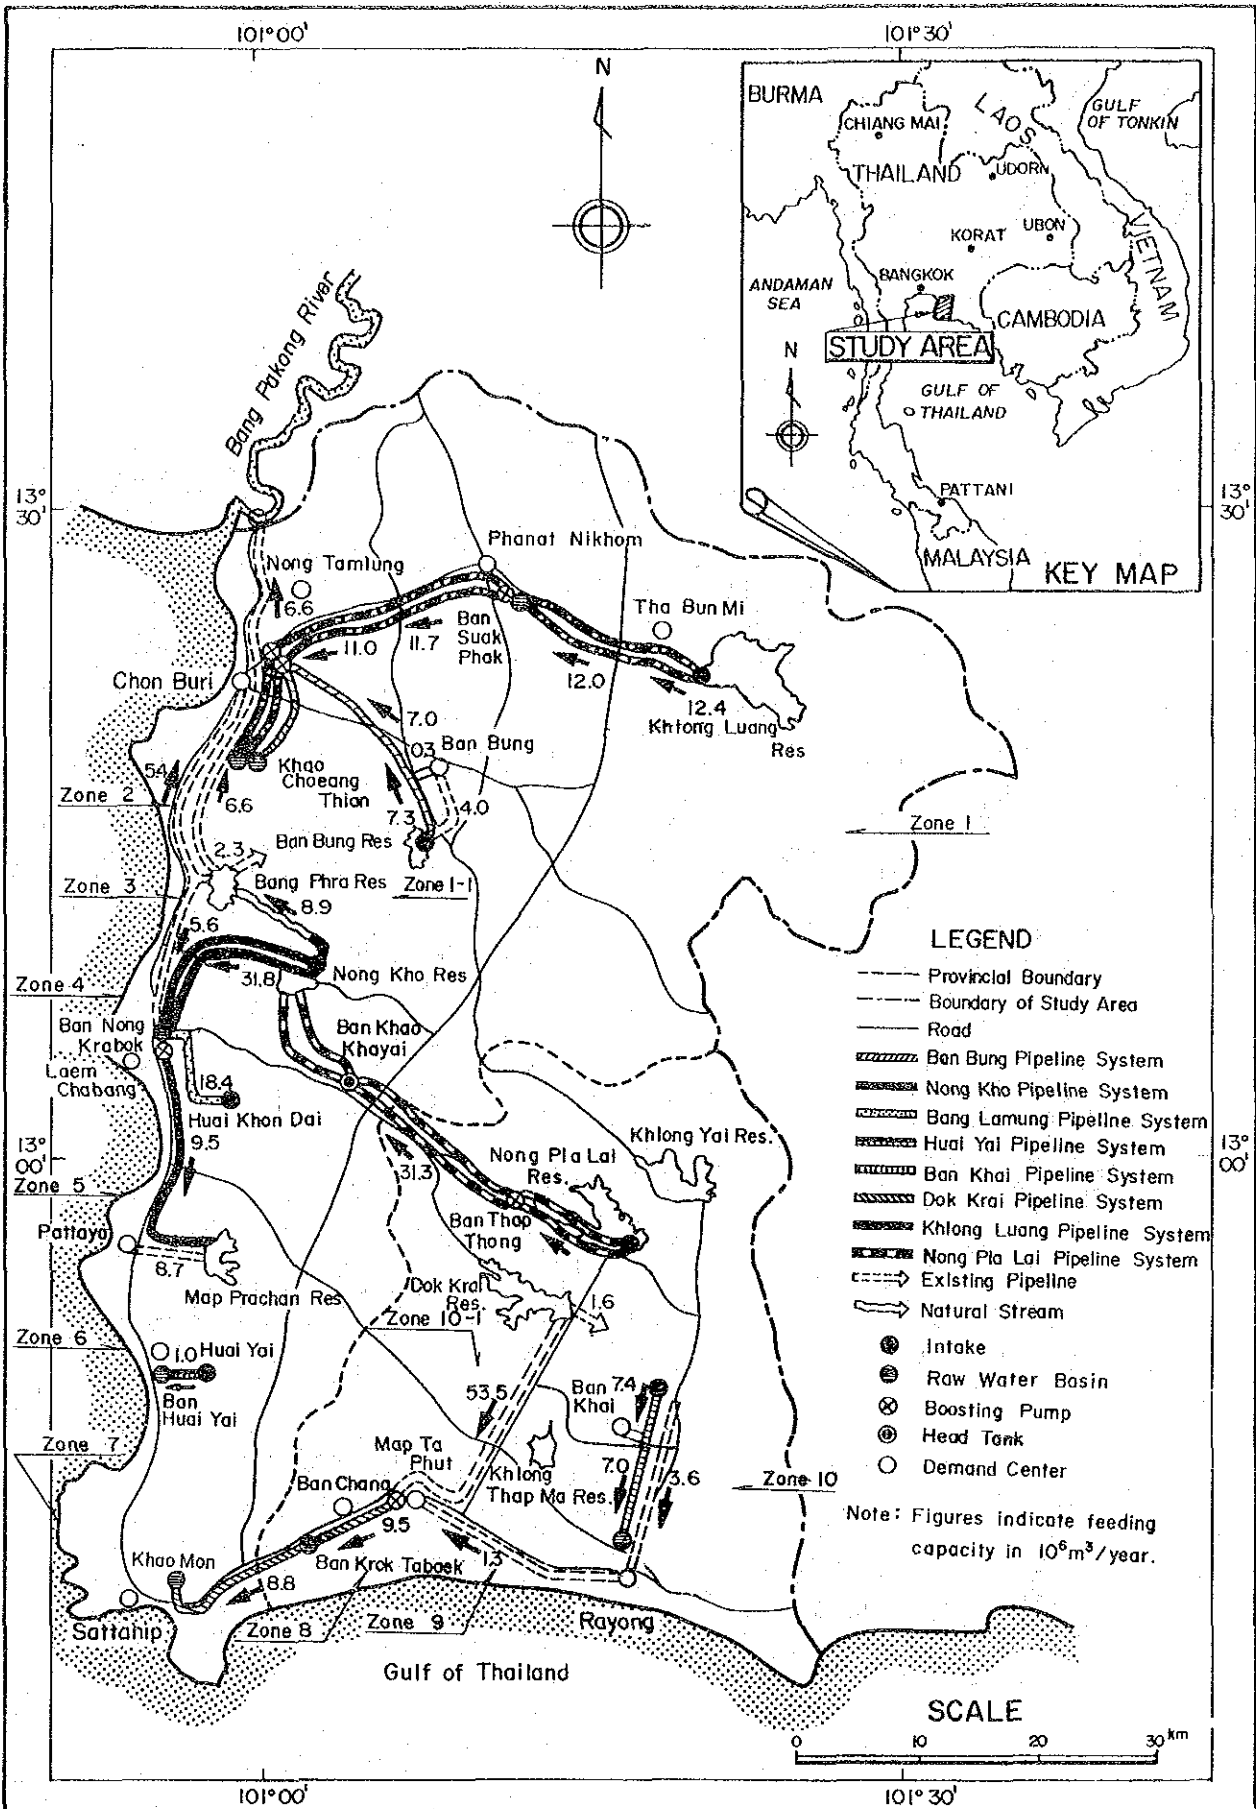 101°00'
101°30'
N
BURMA
CHIANG MAI
LAOS
GULF
OF TONKIN
THAILAND
UDORN
KORAT
UBON
VIETNAM
BANGKOK
ANDAMAN
SEA
CAMBODIA
STUDY AREA
N
GULF OF
THAILAND
PATTANI
MALAYSIA
KEY MAP
Bang Pakong River
13°
30'
13°
30'
Nong Tamlung
6.6
Phanat Nikhom
Tha Bun Mi
Ban
Suak
Phak
11.7
11.0
12.0
12.4
Khlong Luang
Res
Chon Buri
7.0
03
Ban Bung
Khao
Choeang
Thian
54
Zone 2
6.6
7.3
4.0
Ban Bung Res
Zone 1
2.3
Bang Phra Res
Zone 3
Zone 1-1
8.9
5.6
Nong Kho Res
31.8
Zone 4
Ban Nong
Krabok
Laem
Chabang
Ban Khao
Khayai
18.4
Huai Khon Dai
9.5
13°
00'
13°
00'
31.3
Nong Pla Lai
Res.
Khlong Yai Res.
Zone 5
Pattaya
8.7
Map Prachan Res
Ban Thap
Thong
Dok Krai
Res.
1.6
Zone 10-1
Zone 6
1.0
Huai Yai
Ban
Huai Yai
53.5
Ban
Khai
7.4
Zone 7
Map Ta
Phut
Khlong
Thap Ma Res.
7.0
3.6
Zone 10
Ban Chang
9.5
Khao Mon
Ban Krok Taboek
1.3
8.8
Sattahip
Zone 8
Zone 9
Rayong
Gulf of Thailand
LEGEND
Provincial Boundary
Boundary of Study Area
Road
Ban Bung Pipeline System
Nong Kho Pipeline System
Bang Lamung Pipeline System
Huai Yai Pipeline System
Ban Khai Pipeline System
Dok Krai Pipeline System
Khlong Luang Pipeline System
Nong Pla Lai Pipeline System
Existing Pipeline
Natural Stream
Intake
Raw Water Basin
Boosting Pump
Head Tank
Demand Center
Note: Figures indicate feeding
capacity in 10⁶m³/year.
SCALE
0 10 20 30 km
101°00'
101°30'